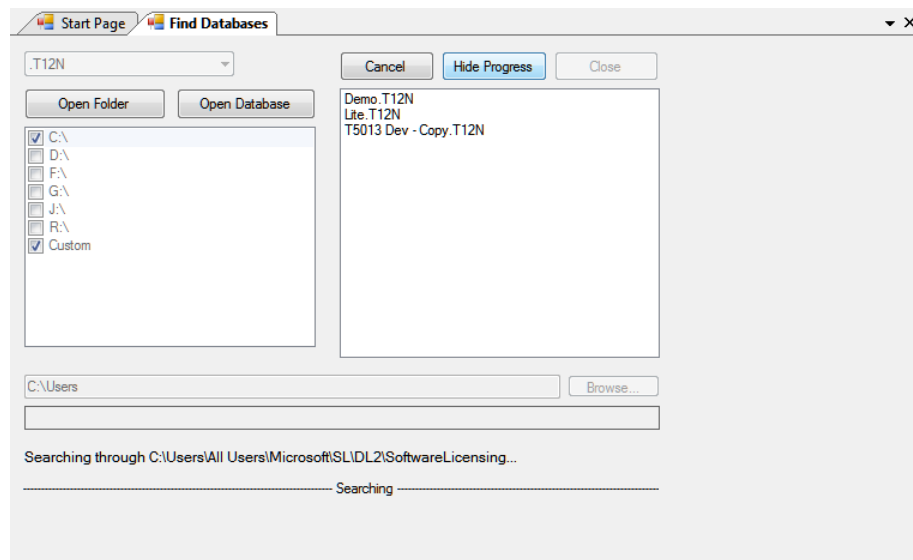 Start Page
Find Databases
.T12N
Cancel
Hide Progress
Close
Open Folder
Open Database
C:\
D:\
F:\
G:\
J:\
R:\
Custom
Demo.T12N
Lite.T12N
T5013 Dev - Copy.T12N
C:\Users
Browse...
Searching through C:\Users\All Users\Microsoft\SL\DL2\SoftwareLicensing...
Searching